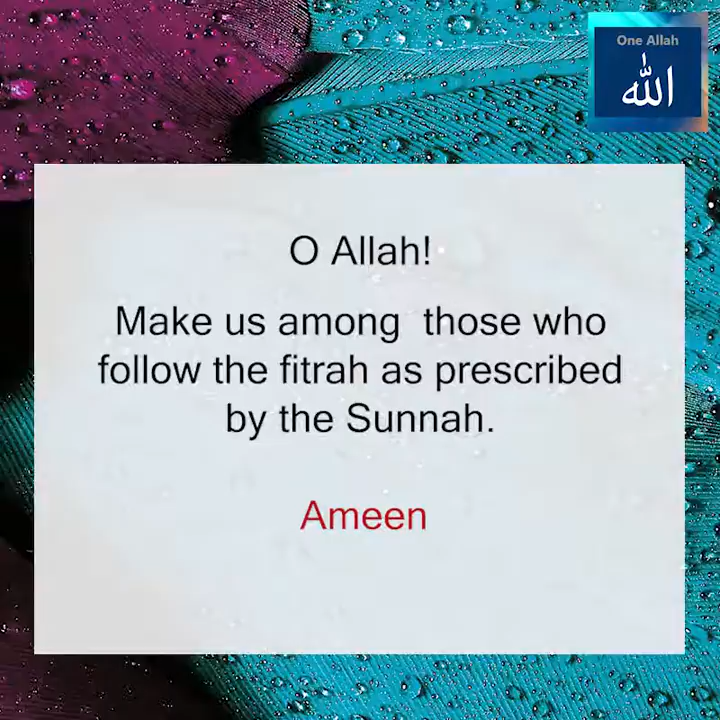 One Allah
الله
O Allah!
Make us among those who
follow the fitrah as prescribed
by the Sunnah.
Ameen